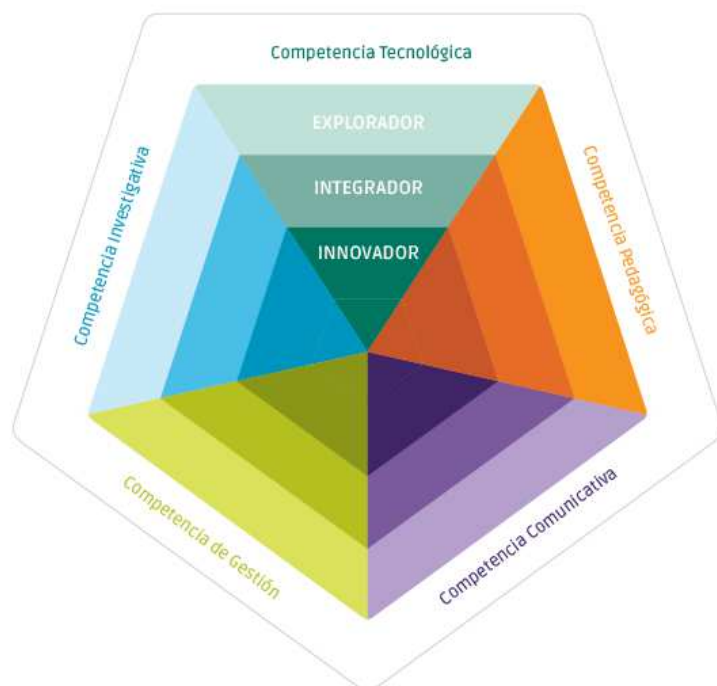 Competencia Tecnológica
EXPLORADOR
INTEGRADOR
INNOVADOR
Competencia Pedagógica
Competencia Comunicativa
Competencia de Gestión
Competencia Investigativa